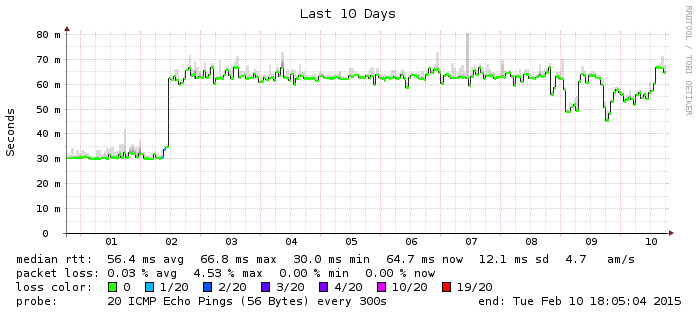 Last 10 Days
RRDTOOL / TOBI OETIKER
Seconds
80 m
70 m
60 m
50 m
40 m
30 m
20 m
10 m
0
01 02 03 04 05 06 07 08 09 10
median rtt: 56.4 ms avg 66.8 ms max 30.0 ms min 64.7 ms now 12.1 ms sd 4.7 am/s
packet loss: 0.03 % avg 4.53 % max 0.00 % min 0.00 % now
loss color: 0 1/20 2/20 3/20 4/20 10/20 19/20
probe: 20 ICMP Echo Pings (56 Bytes) every 300s end: Tue Feb 10 18:05:04 2015